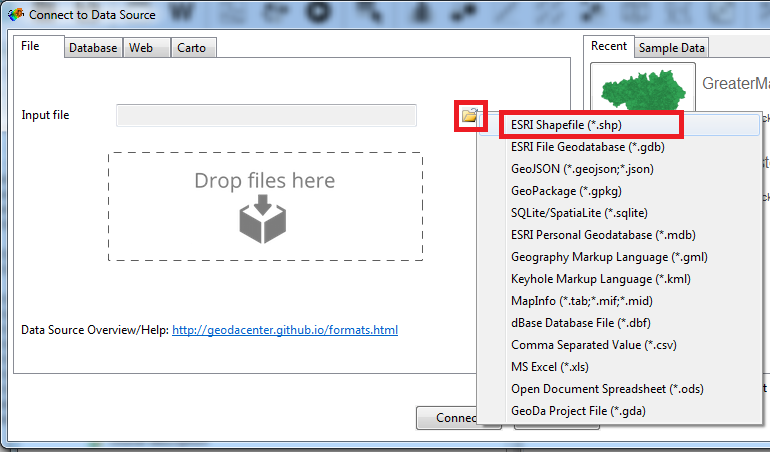 Connect to Data Source
File
Database
Web
Carto
Recent
Sample Data
Input file
Drop files here
Data Source Overview/Help: http://geodacenter.github.io/formats.html
ESRI Shapefile (*.shp)
ESRI File Geodatabase (*.gdb)
GeoJSON (*.geojson;*.json)
GeoPackage (*.gpkg)
SQLite/SpatiaLite (*.sqlite)
ESRI Personal Geodatabase (*.mdb)
Geography Markup Language (*.gml)
Keyhole Markup Language (*.kml)
MapInfo (*.tab;*.mif;*.mid)
dBase Database File (*.dbf)
Comma Separated Value (*.csv)
MS Excel (*.xls)
Open Document Spreadsheet (*.ods)
GeoDa Project File (*.gda)
GreaterMa
Connec